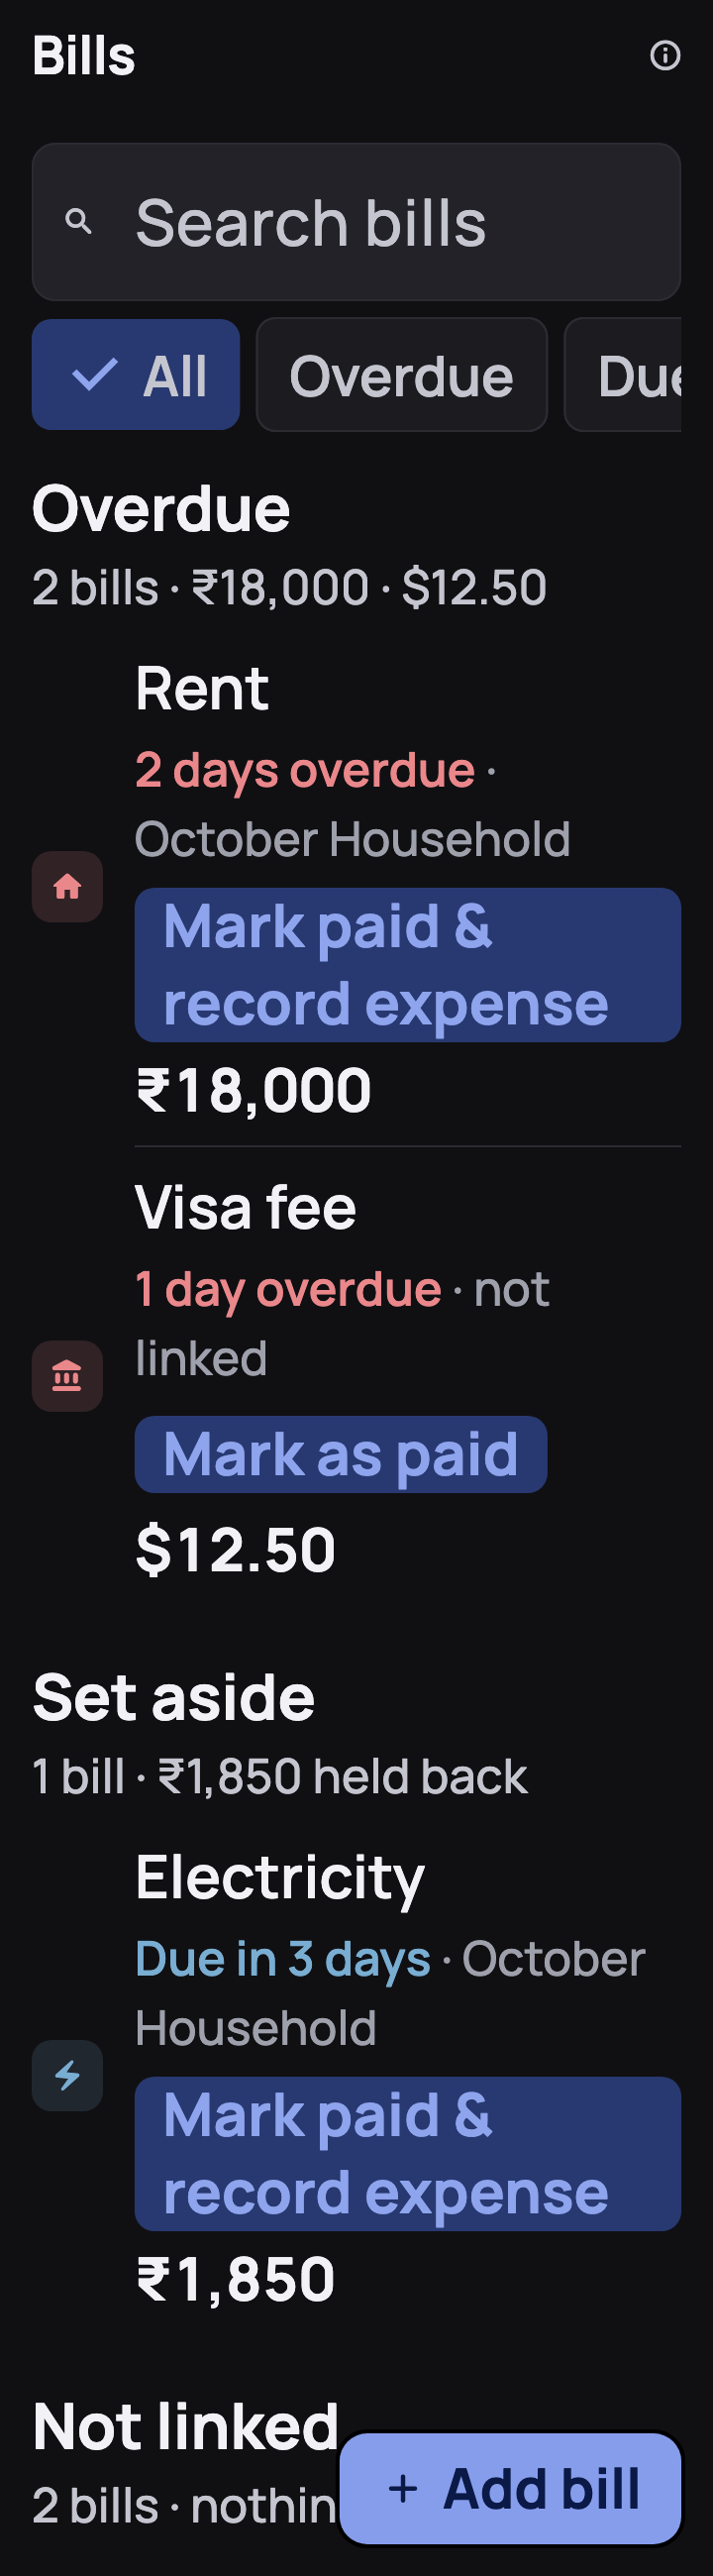 Bills
Search bills
All
Overdue
Due
Overdue
2 bills · ₹18,000 · $12.50
Rent
2 days overdue ·
October Household
Mark paid &
record expense
₹18,000
Visa fee
1 day overdue · not
linked
Mark as paid
$12.50
Set aside
1 bill · ₹1,850 held back
Electricity
Due in 3 days · October
Household
Mark paid &
record expense
₹1,850
Not linked
2 bills · nothin
+ Add bill